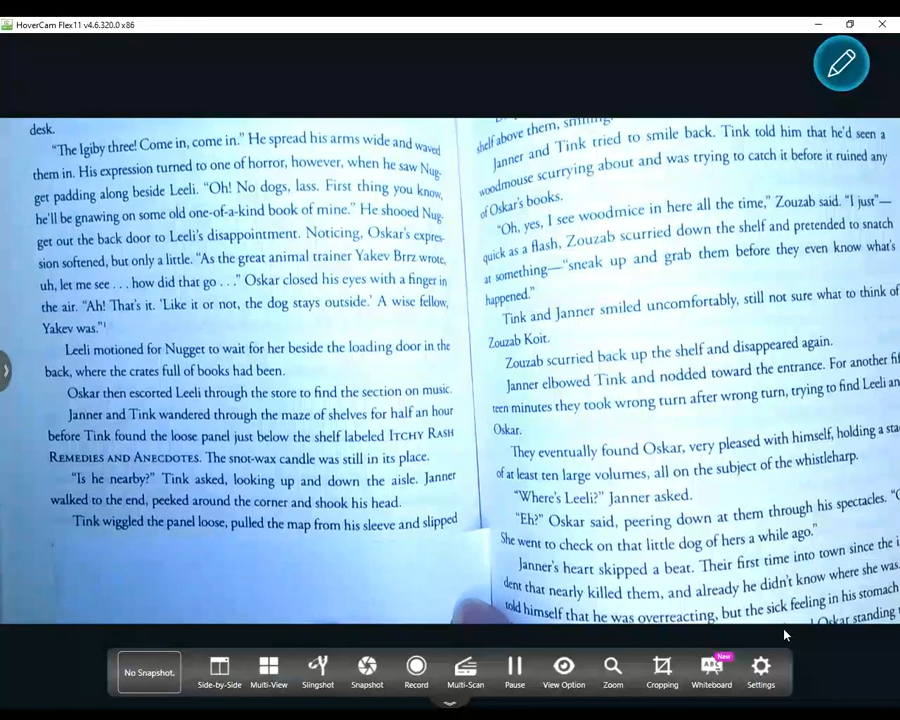 HoverCam Flex11 v4.6.320.0 x86
desk.
"The Igiby three! Come in, come in." He spread his arms wide and waved
them in. His expression turned to one of horror, however, when he saw Nug-
get padding along beside Leeli. "Oh! No dogs, lass. First thing you know,
he'll be gnawing on some old one-of-a-kind book of mine." He shooed Nug-
get out the back door to Leeli's disappointment. Noticing, Oskar's expres-
sion softened, but only a little. "As the great animal trainer Yakev Brrz wrote,
uh, let me see . . . how did that go . . ." Oskar closed his eyes with a finger in
the air. "Ah! That's it. 'Like it or not, the dog stays outside.' A wise fellow,
Yakev was."¹
Leeli motioned for Nugget to wait for her beside the loading door in the
back, where the crates full of books had been.
Oskar then escorted Leeli through the store to find the section on music.
Janner and Tink wandered through the maze of shelves for half an hour
before Tink found the loose panel just below the shelf labeled ITCHY RASH
REMEDIES AND ANECDOTES. The snot-wax candle was still in its place.
"Is he nearby?" Tink asked, looking up and down the aisle. Janner
walked to the end, peeked around the corner and shook his head.
Tink wiggled the panel loose, pulled the map from his sleeve and slipped
shelf above them, smiling.
Janner and Tink tried to smile back. Tink told him that he'd seen a
woodmouse scurrying about and was trying to catch it before it ruined any
of Oskar's books.
"Oh, yes, I see woodmice in here all the time," Zouzab said. "I just"—
quick as a flash, Zouzab scurried down the shelf and pretended to snatch
at something—"sneak up and grab them before they even know what's
happened."
Tink and Janner smiled uncomfortably, still not sure what to think of
Zouzab Koit.
Zouzab scurried back up the shelf and disappeared again.
Janner elbowed Tink and nodded toward the entrance. For another fif
teen minutes they took wrong turn after wrong turn, trying to find Leeli an
Oskar.
They eventually found Oskar, very pleased with himself, holding a sta
of at least ten large volumes, all on the subject of the whistleharp.
"Where's Leeli?" Janner asked.
"Eh?" Oskar said, peering down at them through his spectacles.
She went to check on that little dog of hers a while ago."
Janner's heart skipped a beat. Their first time into town since the i
dent that nearly killed them, and already he didn't know where she was.
told himself that he was overreacting, but the sick feeling in his stomach
Oskar standing
No Snapshot.
Side-by-Side
Multi-View
Slingshot
Snapshot
Record
Multi-Scan
Pause
View Option
Zoom
Cropping
New
Whiteboard
Settings